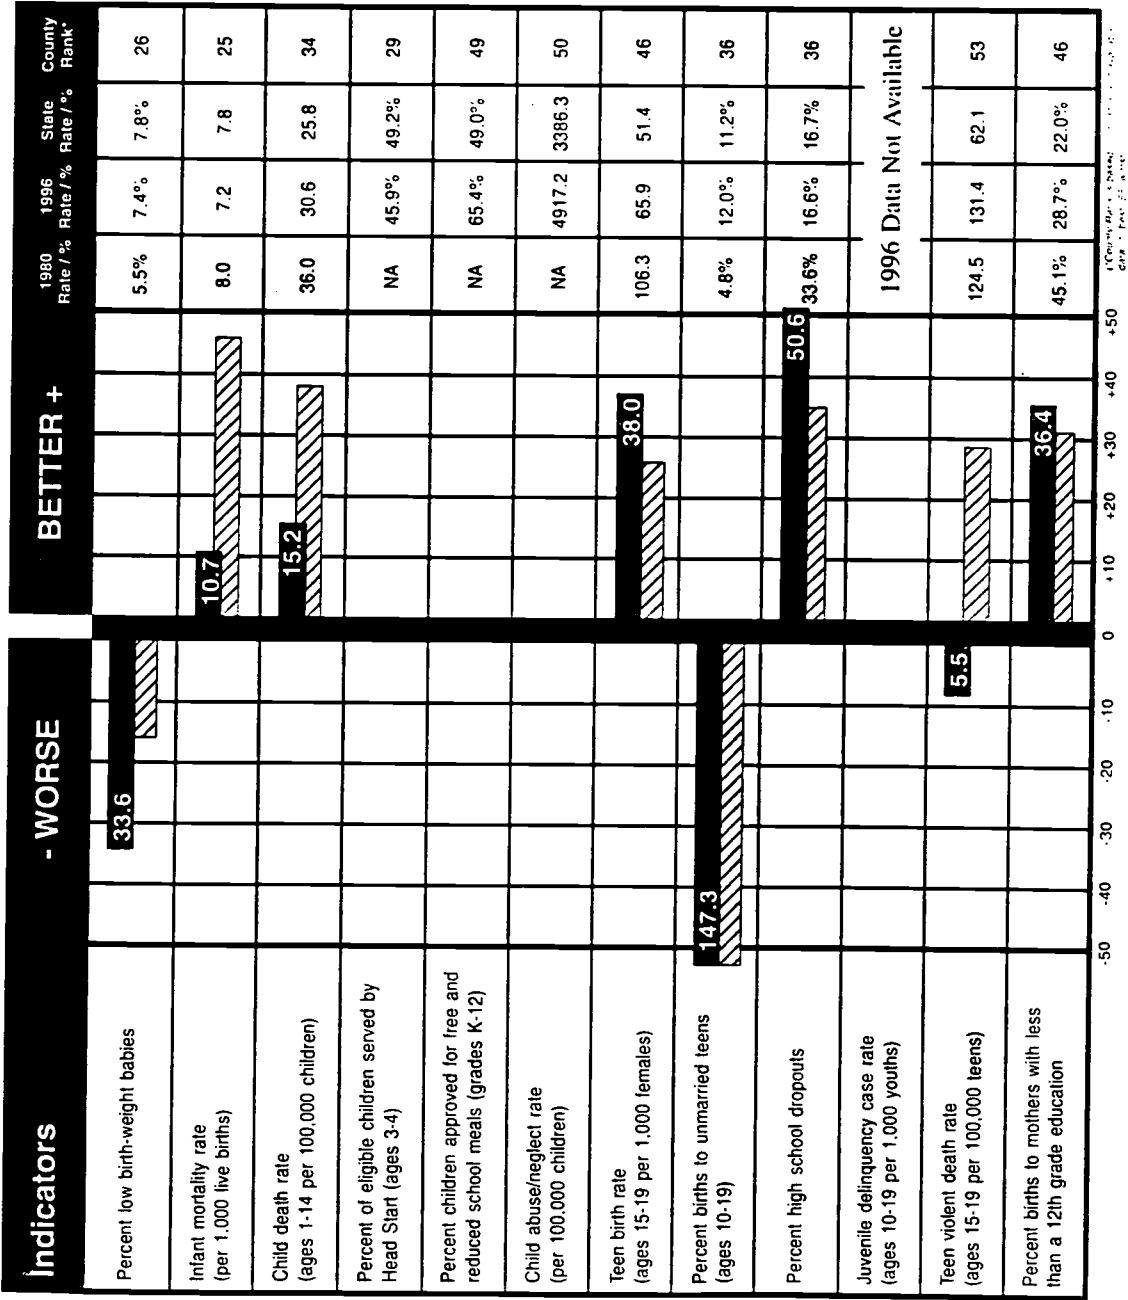 Indicators
- WORSE
BETTER +
1980
Rate / %
1996
Rate / %
State
Rate / %
County
Rank*
Percent low birth-weight babies
33.6
5.5%
7.4%
7.8%
26
Infant mortality rate
(per 1,000 live births)
10.7
8.0
7.2
7.8
25
Child death rate
(ages 1-14 per 100,000 children)
15.2
36.0
30.6
25.8
34
Percent of eligible children served by
Head Start (ages 3-4)
NA
45.9%
49.2%
29
Percent children approved for free and
reduced school meals (grades K-12)
NA
65.4%
49.0%
49
Child abuse/neglect rate
(per 100,000 children)
NA
4917.2
3386.3
50
Teen birth rate
(ages 15-19 per 1,000 females)
38.0
106.3
65.9
51.4
46
Percent births to unmarried teens
(ages 10-19)
147.3
4.8%
12.0%
11.2%
36
Percent high school dropouts
50.6
33.6%
16.6%
16.7%
36
Juvenile delinquency case rate
(ages 10-19 per 1,000 youths)
1996 Data Not Available
Teen violent death rate
(ages 15-19 per 100,000 teens)
5.5
124.5
131.4
62.1
53
Percent births to mothers with less
than a 12th grade education
36.4
45.1%
28.7%
22.0%
46
-50
-40
-30
-20
-10
0
+10
+20
+30
+40
+50